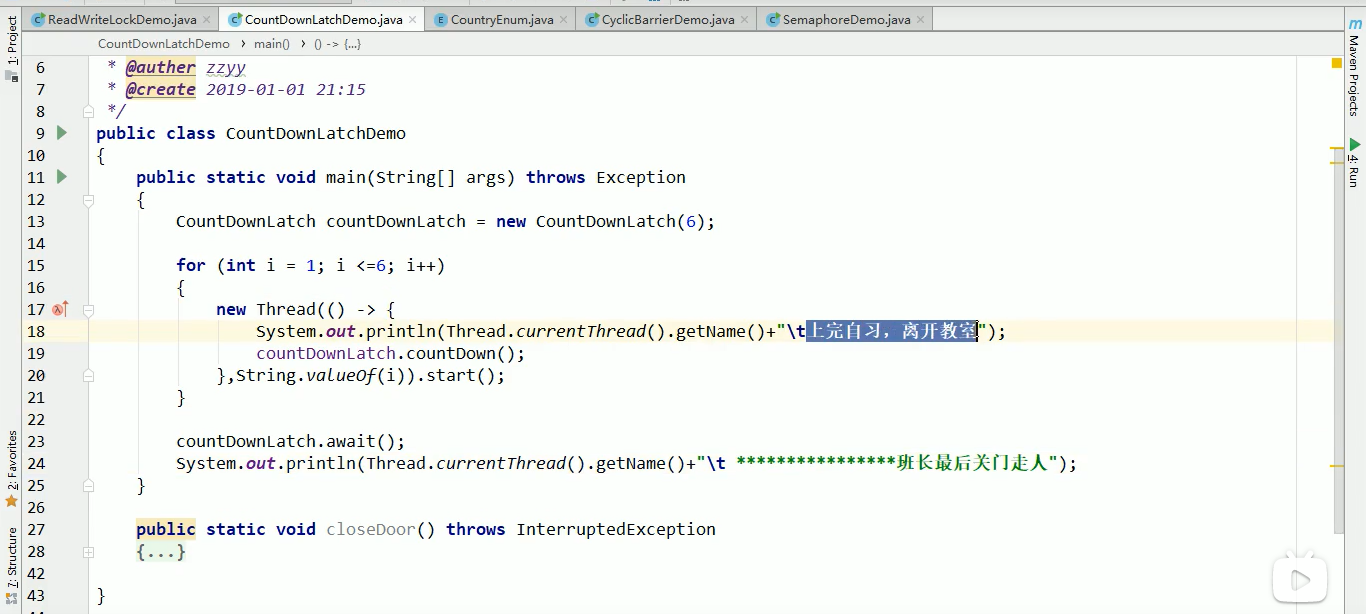 ReadWriteLockDemo.java CountDownLatchDemo.java CountryEnum.java CyclicBarrierDemo.java SemaphoreDemo.java
CountDownLatchDemo main() () -> {...}
1: Project
2: Favorites
7: Structure
6 * @auther zzyy
7 * @create 2019-01-01 21:15
8 */
9 public class CountDownLatchDemo
10 {
11 public static void main(String[] args) throws Exception
12 {
13 CountDownLatch countDownLatch = new CountDownLatch(6);
14
15 for (int i = 1; i <=6; i++)
16 {
17 new Thread(() -> {
18 System.out.println(Thread.currentThread().getName()+"\t上完自习，离开教室");
19 countDownLatch.countDown();
20 },String.valueOf(i)).start();
21 }
22
23 countDownLatch.await();
24 System.out.println(Thread.currentThread().getName()+"\t ****************班长最后关门走人");
25 }
26
27 public static void closeDoor() throws InterruptedException
28 {...}
42
43 }
m Maven Projects
4: Run